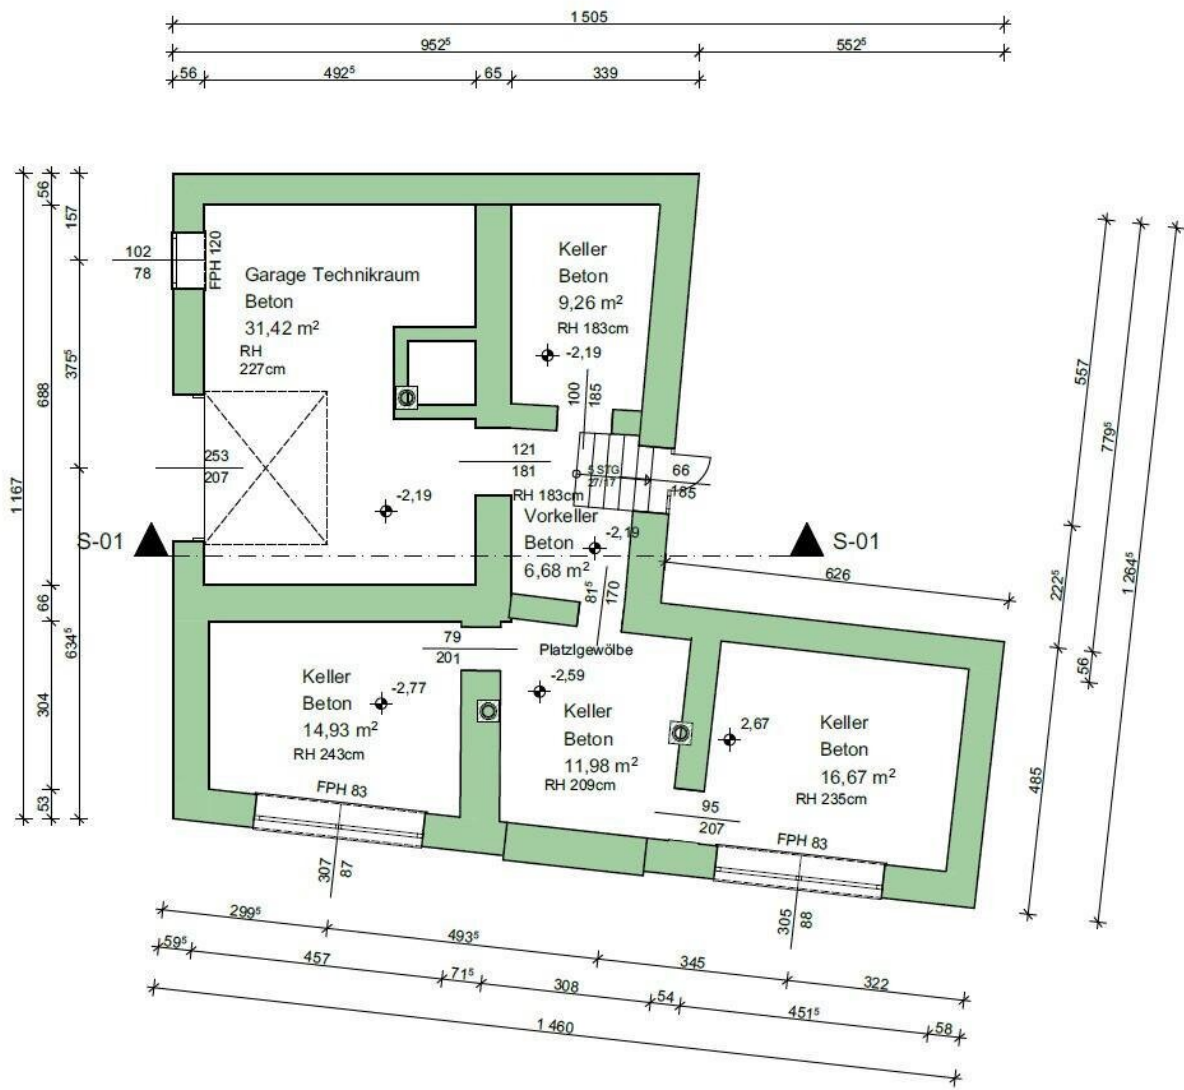 1 505
952⁵
552⁵
56
492⁵
65
339
56
157
375⁵
688
1 167
66
634⁵
304
53
102
78
FPH 120
Garage Technikraum
Beton
31,42 m²
RH
227cm
Keller
Beton
9,26 m²
RH 183cm
-2,19
100
185
253
207
121
181
-2,19
5 STG
27/17
66
185
RH 183cm
Vorkeller
Beton
6,68 m²
-2,19
S-01
S-01
81⁵
170
626
557
779⁵
222⁵
1 264⁵
56
485
79
201
Platzlgewölbe
Keller
Beton
14,93 m²
RH 243cm
-2,77
-2,59
Keller
Beton
11,98 m²
RH 209cm
2,67
Keller
Beton
16,67 m²
RH 235cm
FPH 83
95
207
FPH 83
307
87
305
88
299⁵
493⁵
345
322
59⁵
457
71⁵
308
54
451⁵
58
1 460